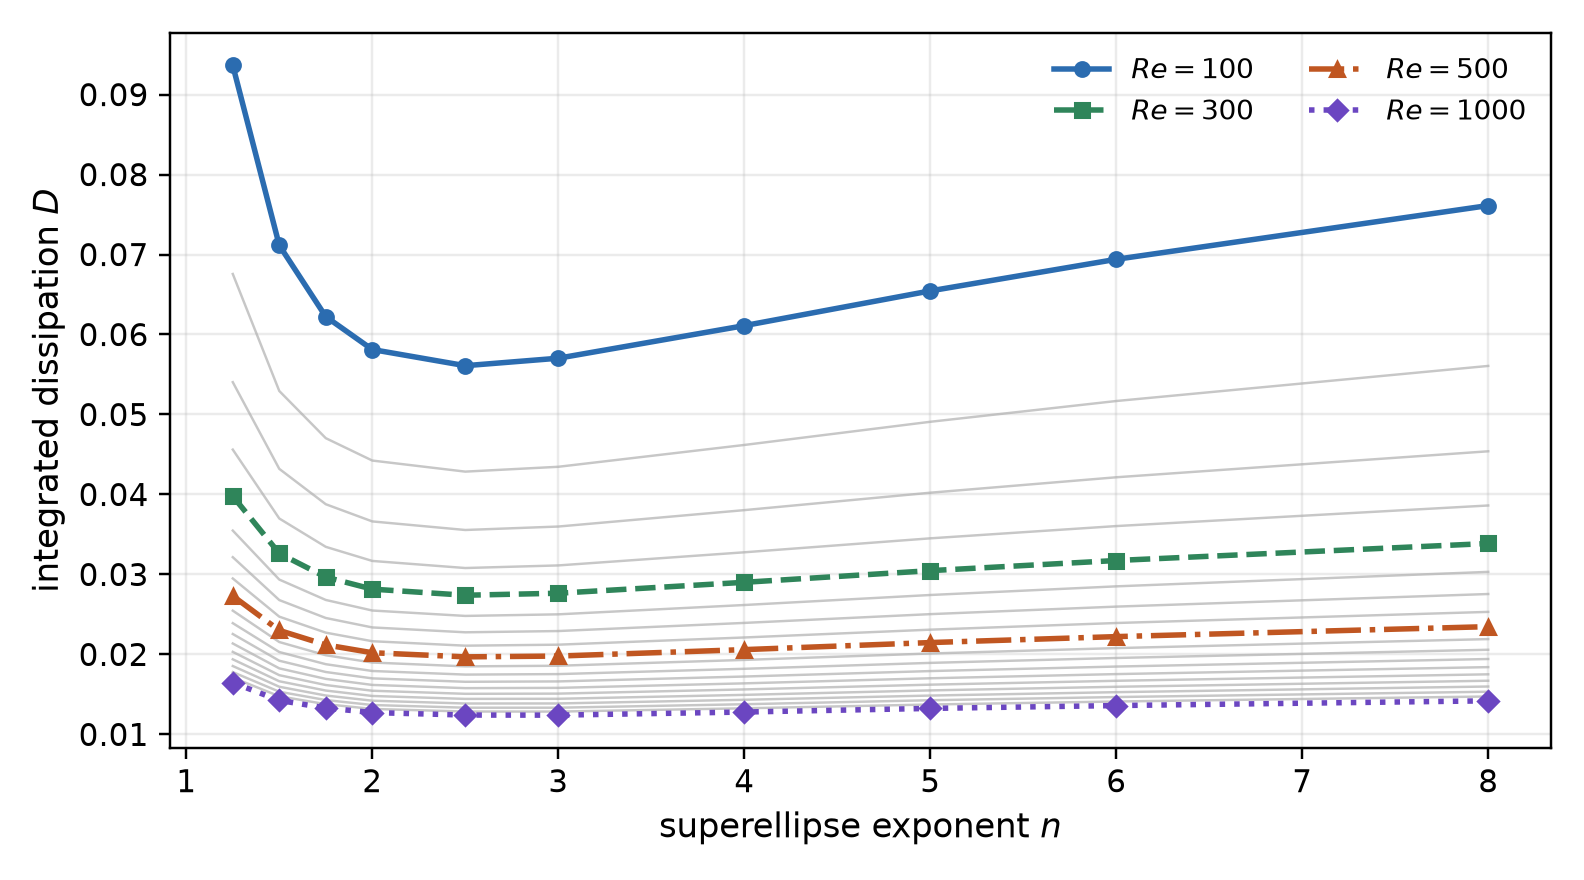 Re = 100
Re = 500
Re = 300
Re = 1000
integrated dissipation D
0.09
0.08
0.07
0.06
0.05
0.04
0.03
0.02
0.01
1 2 3 4 5 6 7 8
superellipse exponent n